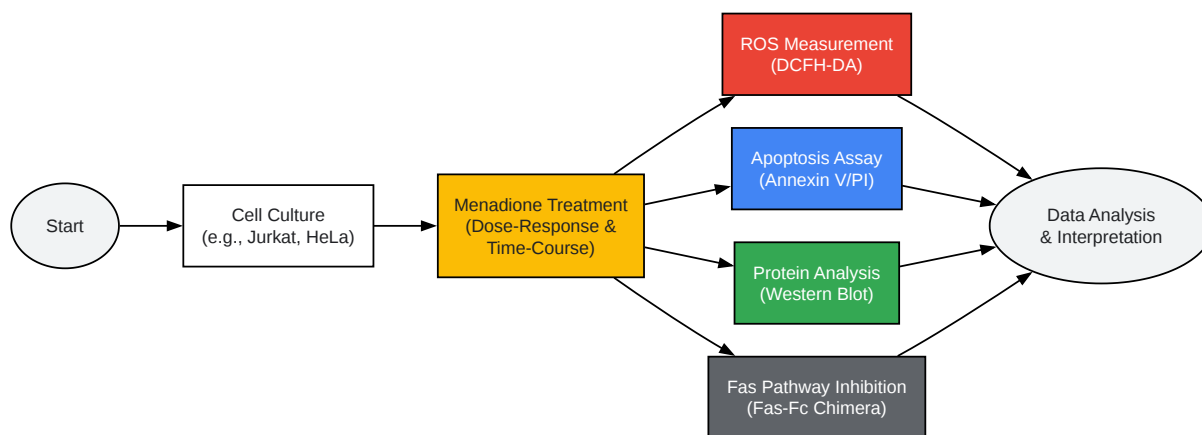 Start
Cell Culture
(e.g., Jurkat, HeLa)
Menadione Treatment
(Dose-Response &
Time-Course)
ROS Measurement
(DCFH-DA)
Apoptosis Assay
(Annexin V/PI)
Protein Analysis
(Western Blot)
Fas Pathway Inhibition
(Fas-Fc Chimera)
Data Analysis
& Interpretation